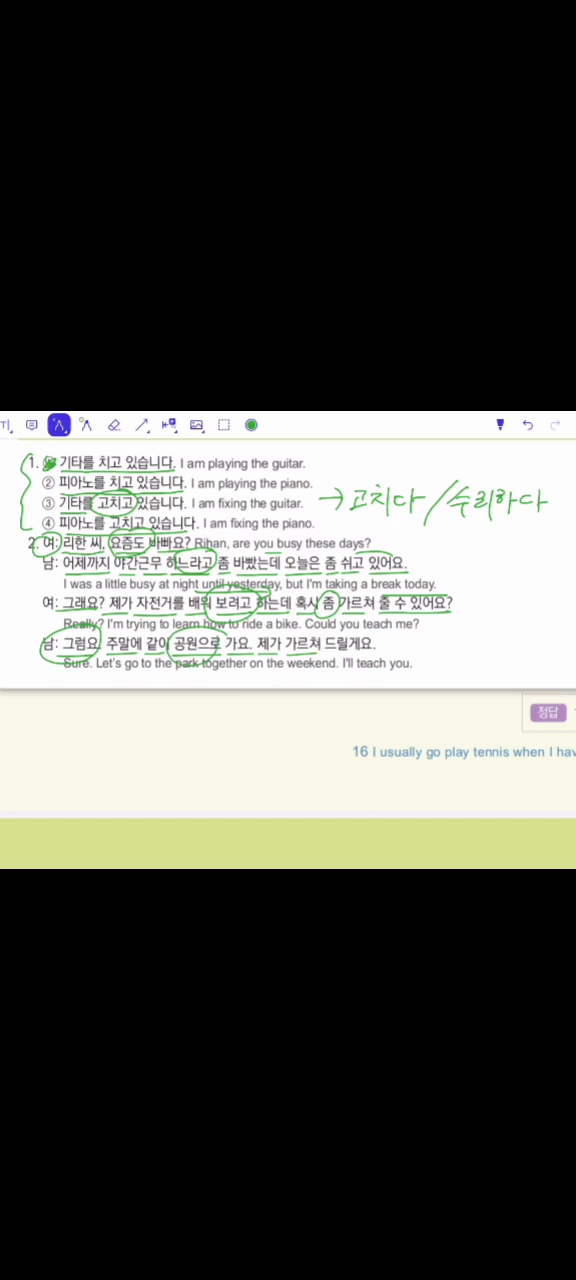 1. ① 기타를 치고 있습니다. I am playing the guitar.
② 피아노를 치고 있습니다. I am playing the piano.
③ 기타를 고치고 있습니다. I am fixing the guitar. → 고치다 / 수리하다
④ 피아노를 고치고 있습니다. I am fixing the piano.
2. 여: 리한 씨, 요즘도 바빠요? Rihan, are you busy these days?
남: 어제까지 야간근무 하느라고 좀 바빴는데 오늘은 좀 쉬고 있어요.
I was a little busy at night until yesterday, but I'm taking a break today.
여: 그래요? 제가 자전거를 배워 보려고 하는데 혹시 좀 가르쳐 줄 수 있어요?
Really? I'm trying to learn how to ride a bike. Could you teach me?
남: 그럼요. 주말에 같이 공원으로 가요. 제가 가르쳐 드릴게요.
Sure. Let's go to the park together on the weekend. I'll teach you.
정답
16 I usually go play tennis when I hav